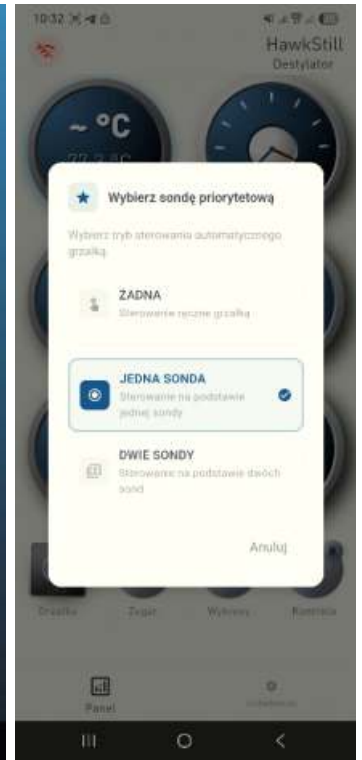 10:32
HawkStill
Destylator
~ °C
Wybierz sondę priorytetową
Wybierz tryb sterowania automatycznego
grzałką.
ŻADNA
Sterowanie ręczne grzałką
JEDNA SONDA
Sterowanie na podstawie
jednej sondy
DWIE SONDY
Sterowanie na podstawie dwóch
sond
Anuluj
Grzałka Zegar Wykresy Kontrola
Panel